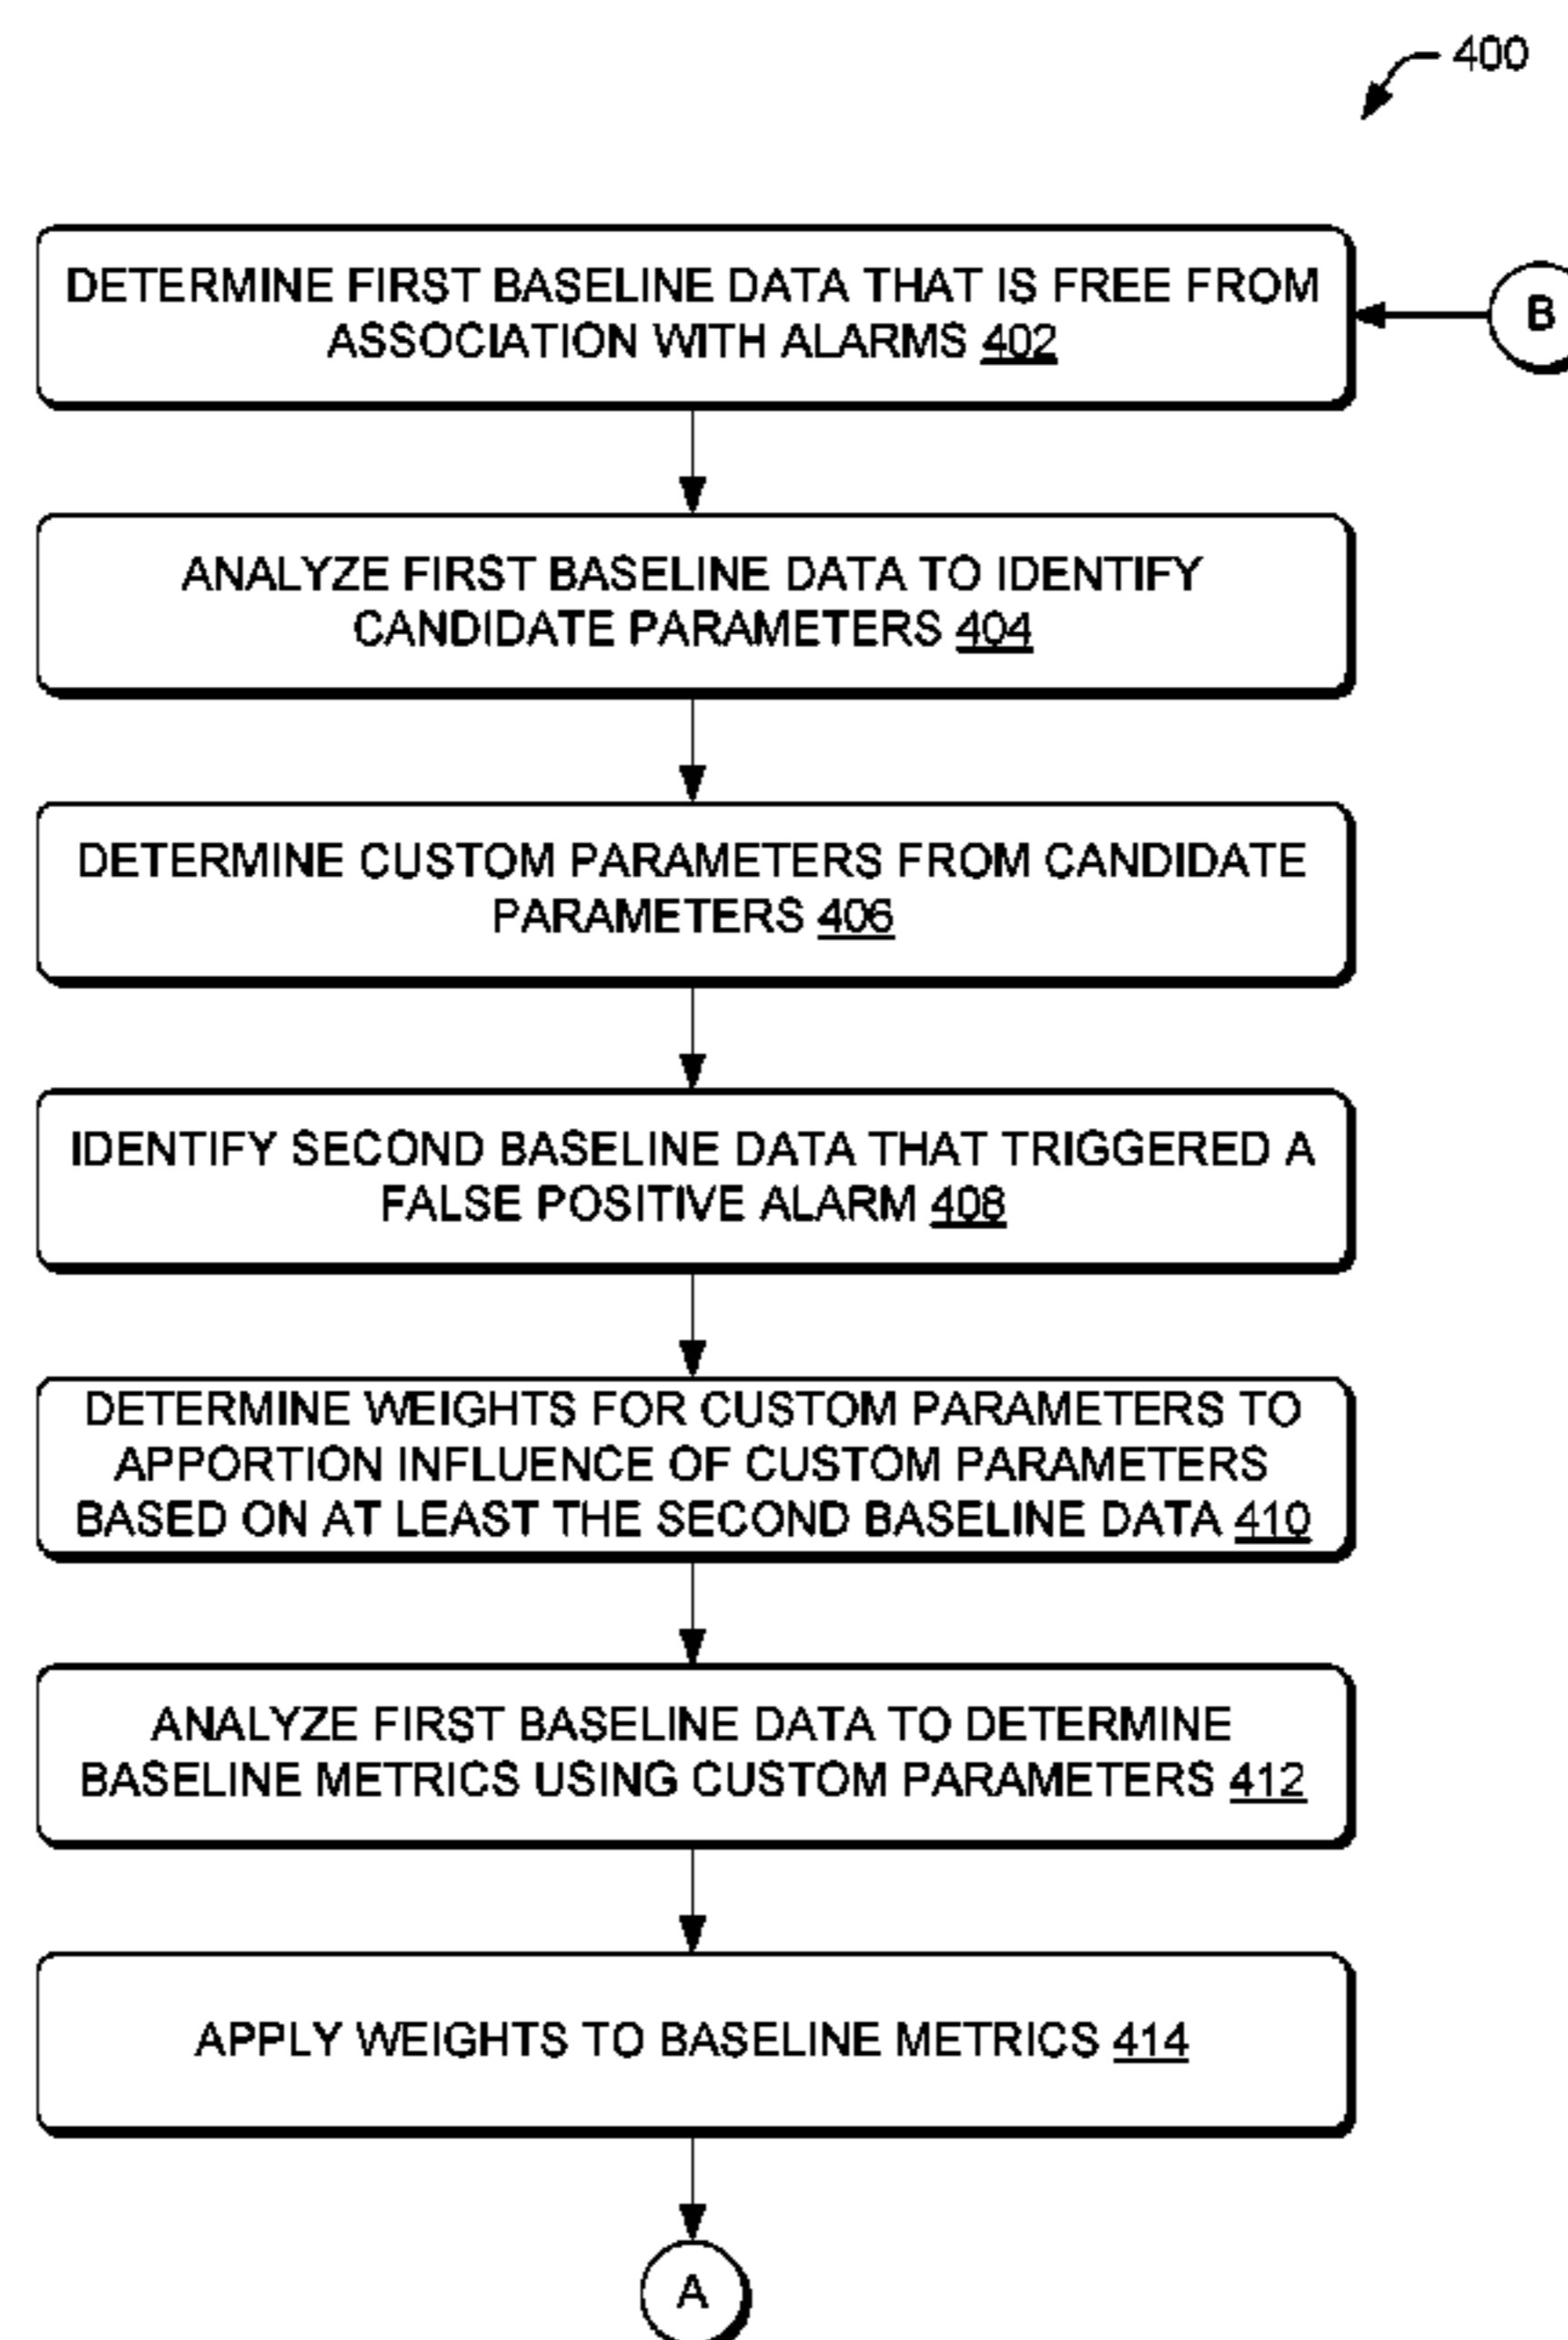 400
DETERMINE FIRST BASELINE DATA THAT IS FREE FROM
ASSOCIATION WITH ALARMS 402
B
ANALYZE FIRST BASELINE DATA TO IDENTIFY
CANDIDATE PARAMETERS 404
DETERMINE CUSTOM PARAMETERS FROM CANDIDATE
PARAMETERS 406
IDENTIFY SECOND BASELINE DATA THAT TRIGGERED A
FALSE POSITIVE ALARM 408
DETERMINE WEIGHTS FOR CUSTOM PARAMETERS TO
APPORTION INFLUENCE OF CUSTOM PARAMETERS
BASED ON AT LEAST THE SECOND BASELINE DATA 410
ANALYZE FIRST BASELINE DATA TO DETERMINE
BASELINE METRICS USING CUSTOM PARAMETERS 412
APPLY WEIGHTS TO BASELINE METRICS 414
A